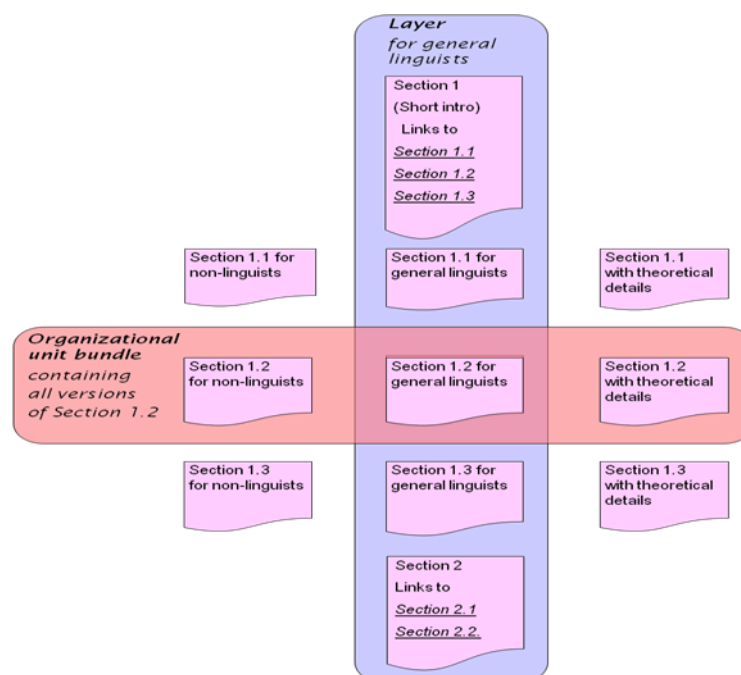 Layer
for general
linguists
Section 1
(Short intro)
Links to
Section 1.1
Section 1.2
Section 1.3
Section 1.1 for
non-linguists
Section 1.1 for
general linguists
Section 1.1
with theoretical
details
Organizational
unit bundle
containing
all versions
of Section 1.2
Section 1.2
for non-linguists
Section 1.2 for
general linguists
Section 1.2
with theoretical
details
Section 1.3
for non-linguists
Section 1.3 for
general linguists
Section 1.3
with theoretical
details
Section 2
Links to
Section 2.1
Section 2.2.